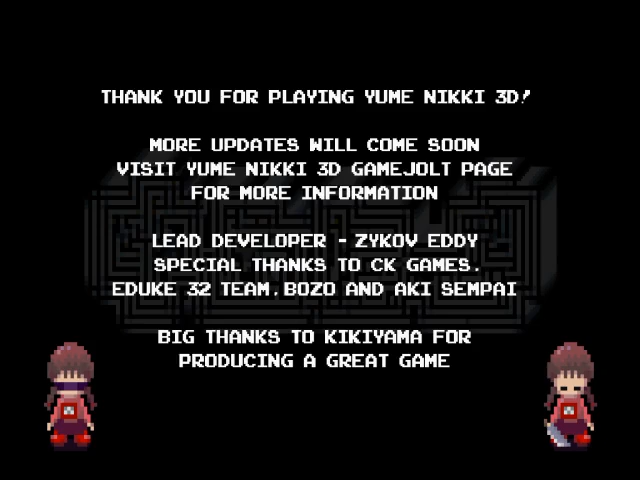 THANK YOU FOR PLAYING YUME NIKKI 3D!
MORE UPDATES WILL COME SOON
VISIT YUME NIKKI 3D GAMEJOLT PAGE
FOR MORE INFORMATION
LEAD DEVELOPER - ZYKOV EDDY
SPECIAL THANKS TO CK GAMES.
EDUKE 32 TEAM, BOZO AND AKI SEMPAI
BIG THANKS TO KIKIYAMA FOR
PRODUCING A GREAT GAME